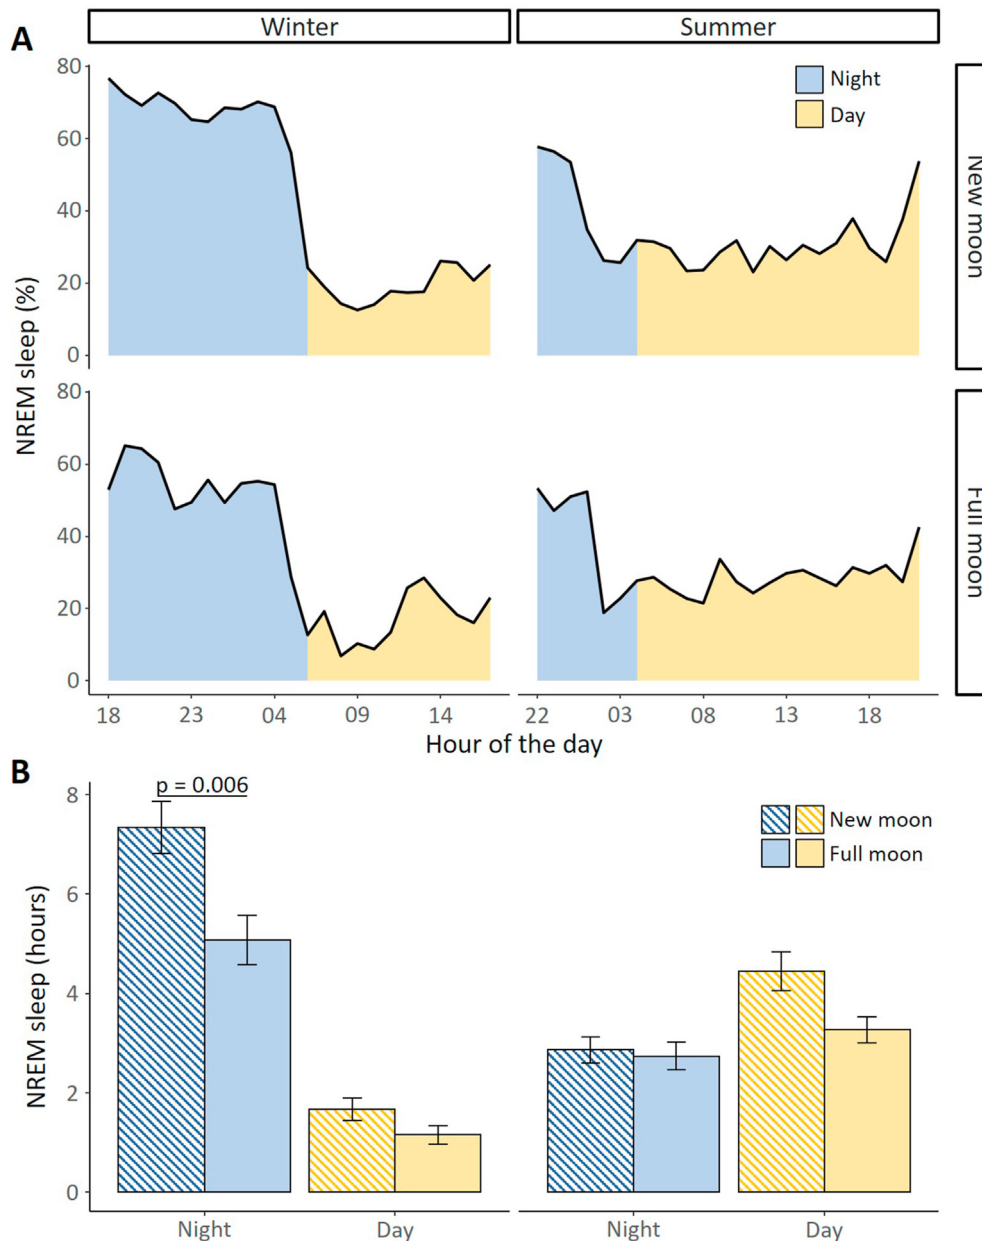 A
Winter
Summer
NREM sleep (%)
80
60
40
20
0
Night
Day
New moon
80
60
40
20
0
Full moon
18
23
04
09
14
22
03
08
13
18
Hour of the day
B
NREM sleep (hours)
8
6
4
2
0
p = 0.006
New moon
Full moon
Night
Day
Night
Day